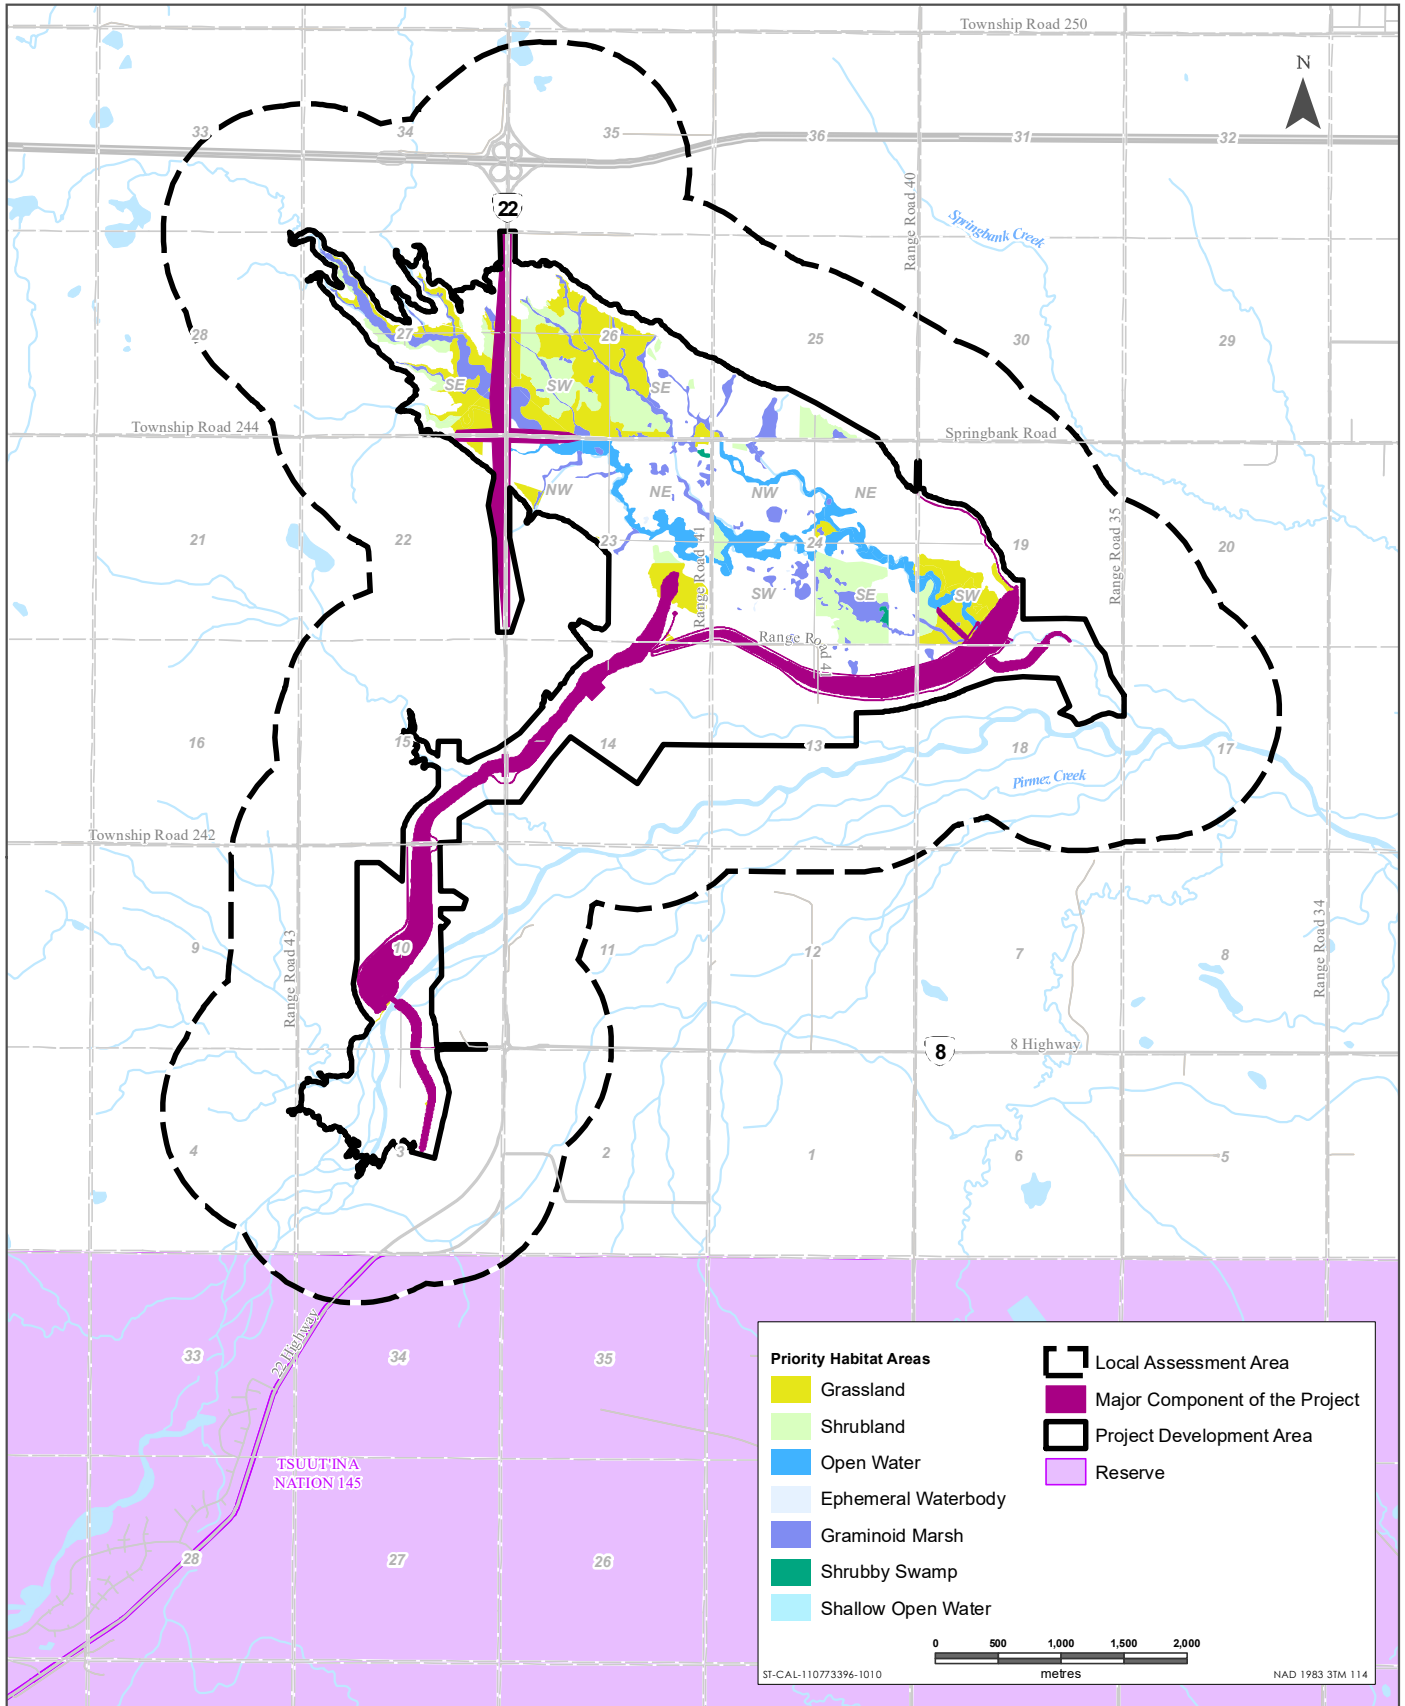 Township Road 250
N
33
34
35
36
31
32
22
Range Road 40
Springbank Creek
28
27
26
25
30
29
SE
SW
SE
Township Road 244
Springbank Road
NW
NE
NW
NE
21
22
23
24
19
20
Range Road 41
Range Road 35
SW
SE
SW
Range Road 41
16
15
14
13
18
17
Pirmez Creek
Township Road 242
9
10
11
12
7
8
Range Road 43
Range Road 34
8
8 Highway
4
3
2
1
6
5
22 Highway
33
34
35
TSUUT'INA
NATION 145
28
27
26
Priority Habitat Areas
Grassland
Shrubland
Open Water
Ephemeral Waterbody
Graminoid Marsh
Shrubby Swamp
Shallow Open Water
Local Assessment Area
Major Component of the Project
Project Development Area
Reserve
0 500 1,000 1,500 2,000
metres
ST-CAL-110773396-1010
NAD 1983 3TM 114